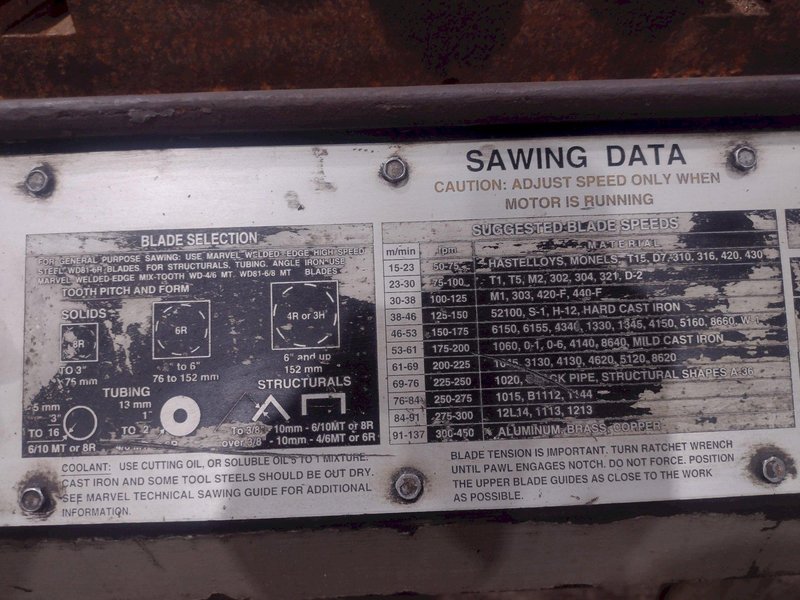 SAWING DATA
CAUTION: ADJUST SPEED ONLY WHEN
MOTOR IS RUNNING
BLADE SELECTION
FOR GENERAL PURPOSE SAWING: USE MARVEL WELDED-EDGE HIGH SPEED
STEEL WD81-6R BLADES. FOR STRUCTURALS, TUBING, ANGLE IRON-USE
MARVEL WELDED-EDGE MIX-TOOTH WD-4/6 MT. WD81-6/8 MT BLADES
TOOTH PITCH AND FORM
SOLIDS
8R
6R
4R or 3H
TO 3"
75 mm
to 6"
76 to 152 mm
6" and up
152 mm
TUBING
STRUCTURALS
5 mm
3"
TO 16
6/10 MT or 8R
13 mm
1"
TO 2
To 3/8" -10mm - 6/10MT or 8R
over 3/8" - 10mm - 4/6MT or 6R
COOLANT: USE CUTTING OIL, OR SOLUBLE OIL 5 TO 1 MIXTURE.
CAST IRON AND SOME TOOL STEELS SHOULD BE OUT DRY.
SEE MARVEL TECHNICAL SAWING GUIDE FOR ADDITIONAL
INFORMATION.
SUGGESTED BLADE SPEEDS
m/min fpm MATERIAL
15-23 50-75 HASTELLOYS, MONELS, T15, D7, 310, 316, 420, 430
23-30 75-100 T1, T5, M2, 302, 304, 321, D-2
30-38 100-125 M1, 303, 420-F, 440-F
38-46 125-150 52100, S-1, H-12, HARD CAST IRON
46-53 150-175 6150, 6155, 4340, 1330, 1345, 4150, 5160, 8660, W-1
53-61 175-200 1060, 0-1, 0-6, 4140, 8640, MILD CAST IRON
61-69 200-225 3130, 4130, 4620, 5120, 8620
69-76 225-250 1020, PIPE, STRUCTURAL SHAPES A-36
76-84 250-275 1015, B1112, 1144
84-91 275-300 12L14, 1113, 1213
91-137 300-450 ALUMINUM, BRASS, COPPER
BLADE TENSION IS IMPORTANT. TURN RATCHET WRENCH
UNTIL PAWL ENGAGES NOTCH. DO NOT FORCE. POSITION
THE UPPER BLADE GUIDES AS CLOSE TO THE WORK
AS POSSIBLE.